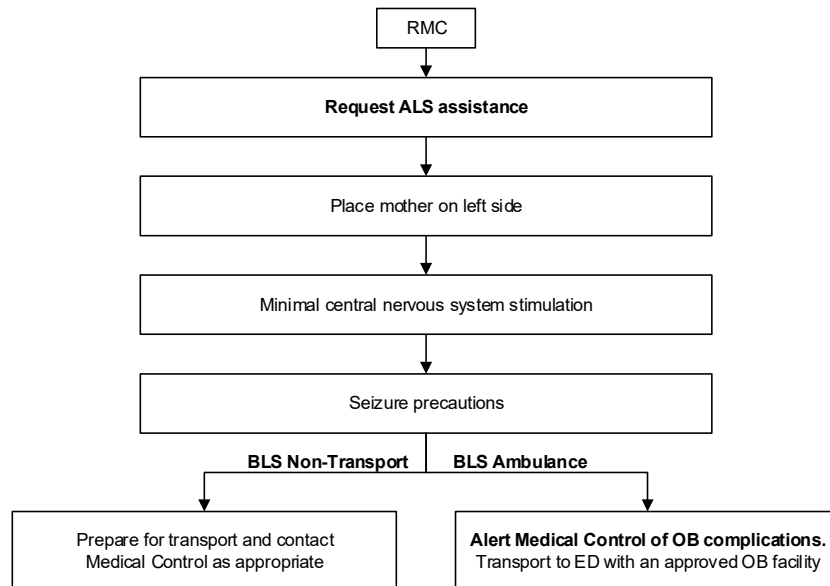 RMC
Request ALS assistance
Place mother on left side
Minimal central nervous system stimulation
Seizure precautions
BLS Non-Transport
BLS Ambulance
Prepare for transport and contact
Medical Control as appropriate
Alert Medical Control of OB complications.
Transport to ED with an approved OB facility